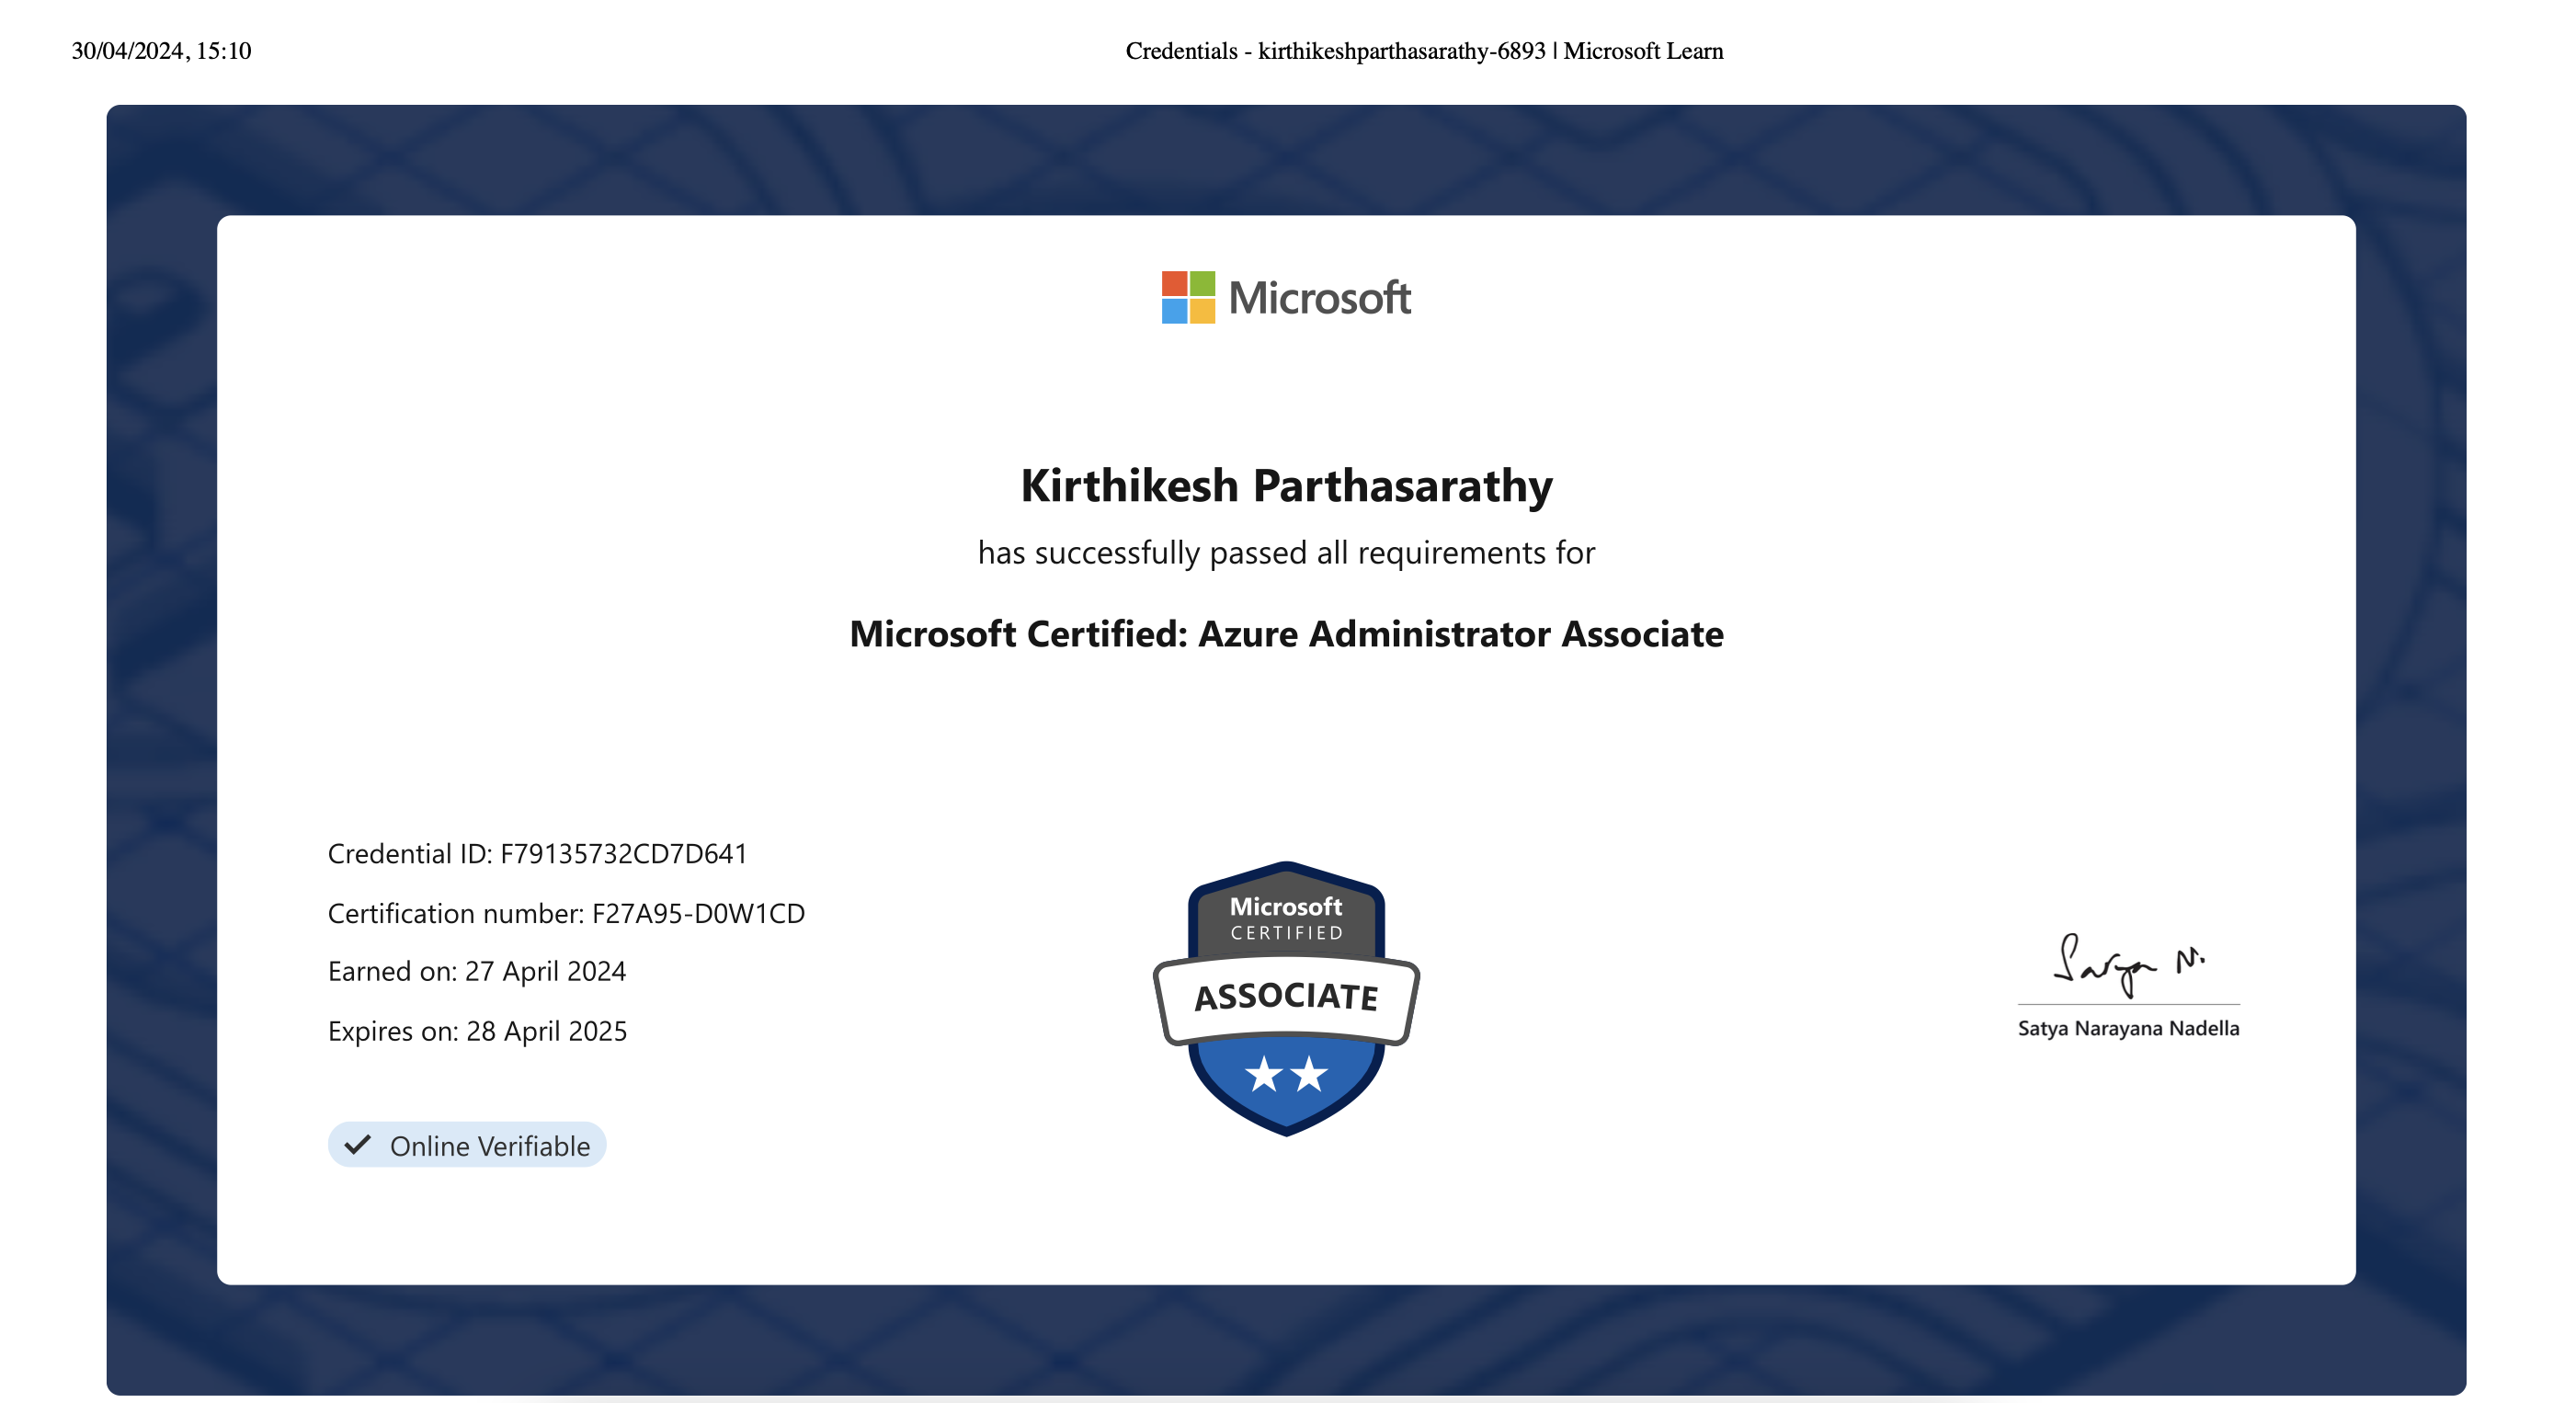 30/04/2024, 15:10
Credentials - kirthikeshparthasarathy-6893 | Microsoft Learn
Microsoft
Kirthikesh Parthasarathy
has successfully passed all requirements for
Microsoft Certified: Azure Administrator Associate
Credential ID: F79135732CD7D641
Certification number: F27A95-D0W1CD
Earned on: 27 April 2024
Expires on: 28 April 2025
Online Verifiable
Microsoft
CERTIFIED
ASSOCIATE
Satya N.
Satya Narayana Nadella